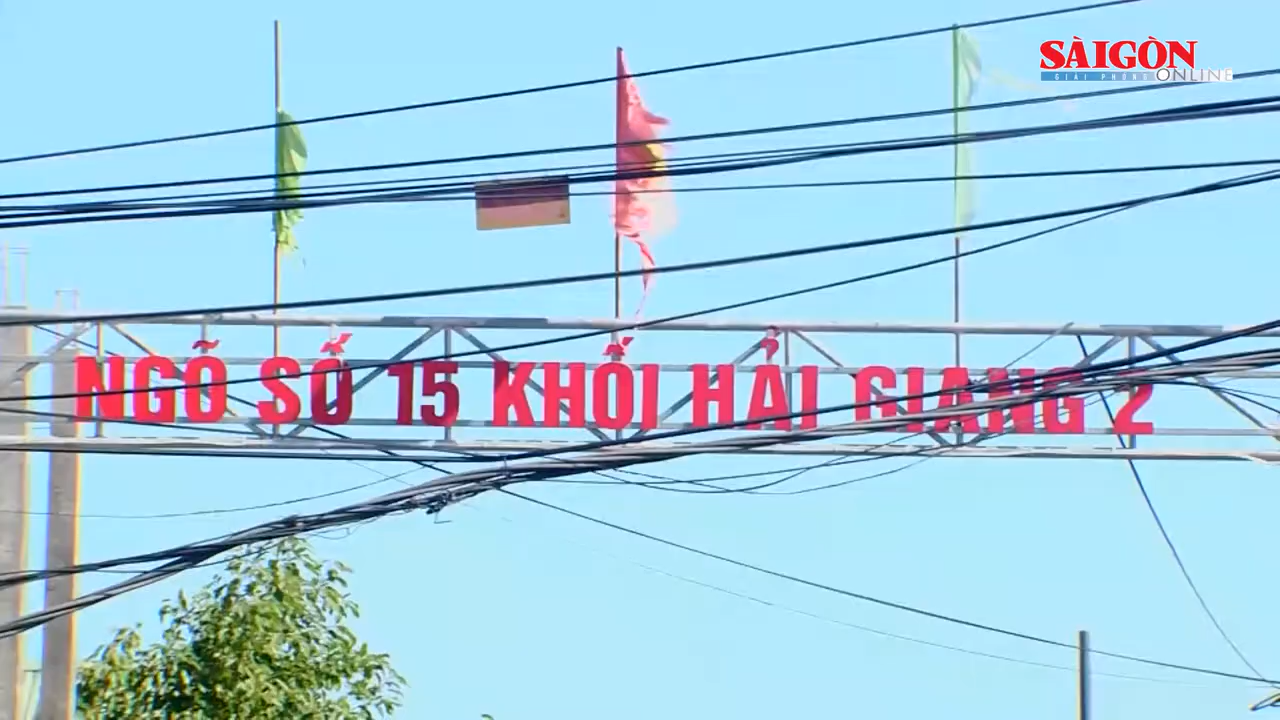 SÀIGÒN
GIẢI PHÓNG ONLINE
NGÕ SỐ 15 KHỐI HẢI GIANG 2